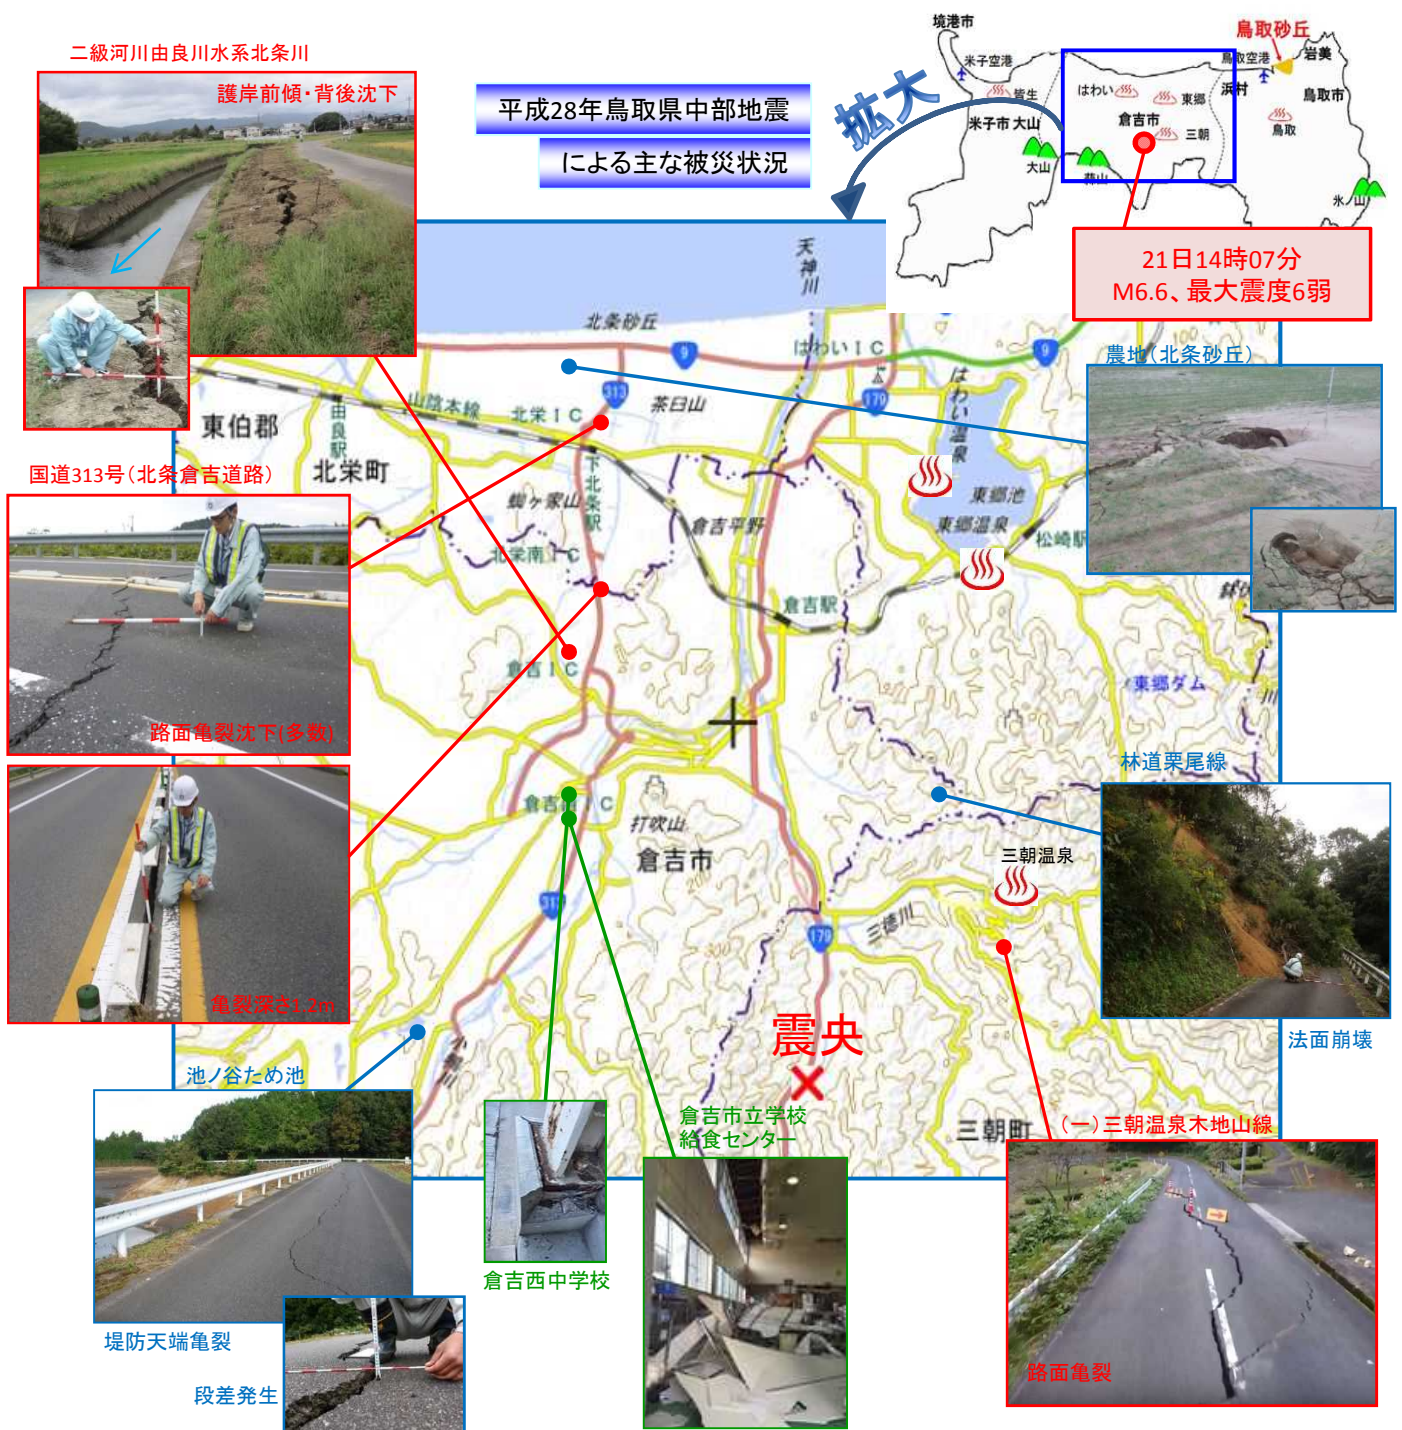 二級河川由良川水系北条川
護岸前傾・背後沈下
平成28年鳥取県中部地震
による主な被災状況
拡大
境港市
米子空港
皆生
米子市
大山
大山
蒜山
はわい
東郷
倉吉市
三朝
鳥取砂丘
鳥取空港
岩美
浜村
鳥取市
鳥取
氷ノ山
21日14時07分
M6.6、最大震度6弱
天神川
北条砂丘
9
はわいIC
9
100
農地(北条砂丘)
313
179
山陰本線
北栄IC
茶臼山
はわい温泉
由良駅
東伯郡
北栄町
下北条駅
蜘ヶ家山
倉吉平野
東郷池
東郷温泉
松崎駅
北栄南IC
国道313号(北条倉吉道路)
路面亀裂沈下(多数)
倉吉駅
倉吉IC
東郷ダム
林道栗尾線
法面崩壊
打吹山
倉吉市
200
三朝温泉
亀裂深さ1.2m
300
三徳川
179
震央
三朝町
池ノ谷ため池
堤防天端亀裂
段差発生
倉吉西中学校
倉吉市立学校
給食センター
(一)三朝温泉木地山線
路面亀裂